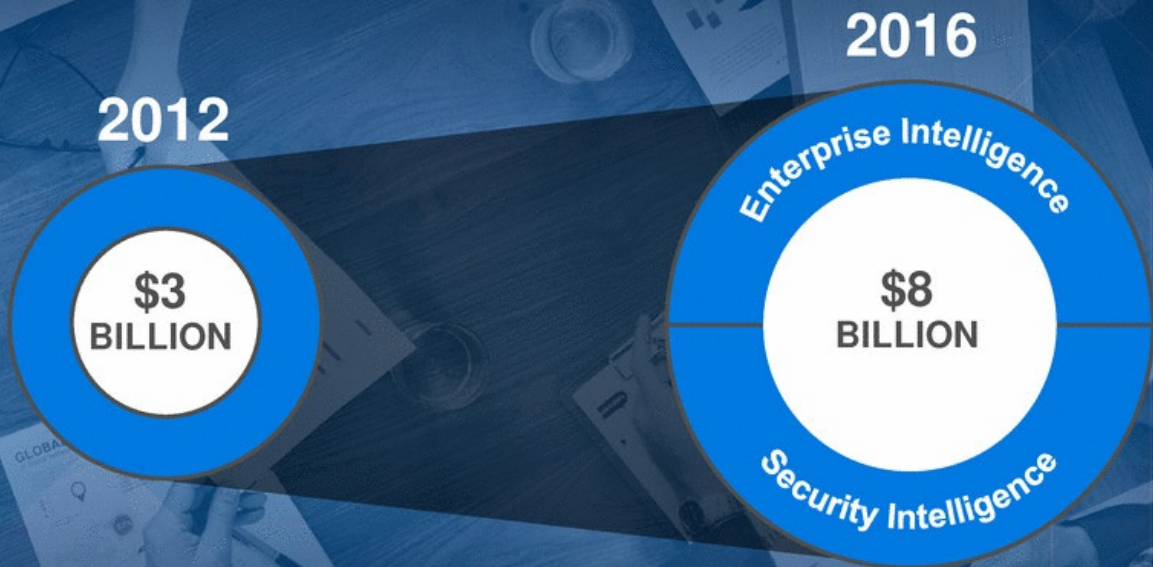 2012
$3
BILLION
2016
Enterprise Intelligence
$8
BILLION
Security Intelligence